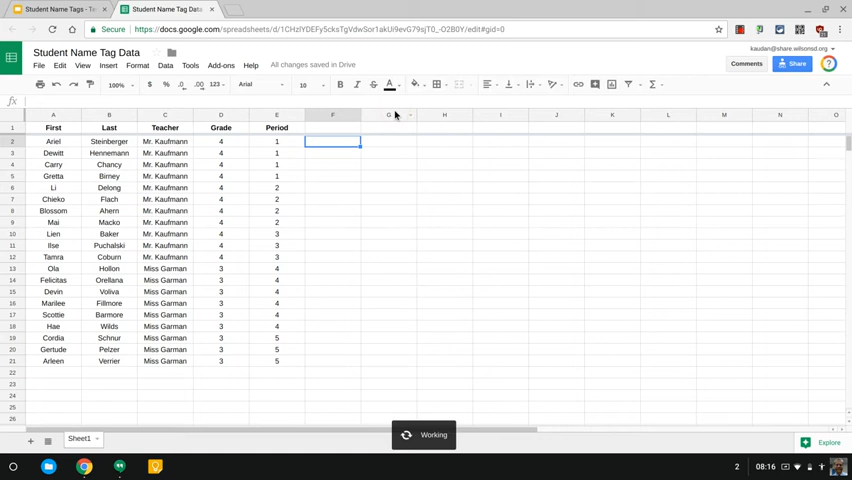 Student Name Tags - Te
Student Name Tag Data
Secure
https://docs.google.com/spreadsheets/d/1CHzlYDEFy5cksTgVdwSor1akUi9evG79sjT0_-O2B0Y/edit#gid=0
Student Name Tag Data
kaudan@share.wilsonsd.org
File Edit View Insert Format Data Tools Add-ons Help All changes saved in Drive
Comments Share
100% $ % .0 .00 123 Arial 10 B I S A
fx
A B C D E F G H I J K L M N O
1 First Last Teacher Grade Period
2 Ariel Steinberger Mr. Kaufmann 4 1
3 Dewitt Hennemann Mr. Kaufmann 4 1
4 Carry Chancy Mr. Kaufmann 4 1
5 Gretta Birney Mr. Kaufmann 4 1
6 Li Delong Mr. Kaufmann 4 2
7 Chieko Flach Mr. Kaufmann 4 2
8 Blossom Ahern Mr. Kaufmann 4 2
9 Mai Macko Mr. Kaufmann 4 2
10 Lien Baker Mr. Kaufmann 4 3
11 Ilse Puchalski Mr. Kaufmann 4 3
12 Tamra Coburn Mr. Kaufmann 4 3
13 Ola Hollon Miss Garman 3 4
14 Felicitas Orellana Miss Garman 3 4
15 Devin Voliva Miss Garman 3 4
16 Marilee Fillmore Miss Garman 3 4
17 Scottie Barmore Miss Garman 3 4
18 Hae Wilds Miss Garman 3 4
19 Cordia Schnur Miss Garman 3 5
20 Gertude Pelzer Miss Garman 3 5
21 Arleen Verrier Miss Garman 3 5
22
23
24
25
26
Working
Sheet1
Explore
2 08:16